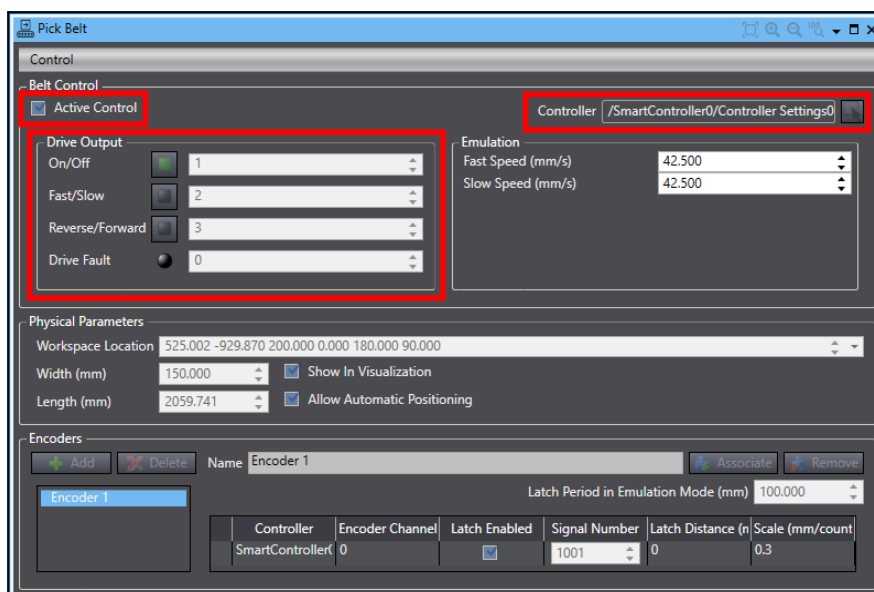 Pick Belt
Control
Belt Control
Active Control
Controller /SmartController0/Controller Settings0
Drive Output
On/Off 1
Fast/Slow 2
Reverse/Forward 3
Drive Fault 0
Emulation
Fast Speed (mm/s) 42.500
Slow Speed (mm/s) 42.500
Physical Parameters
Workspace Location 525.002 -929.870 200.000 0.000 180.000 90.000
Width (mm) 150.000 Show In Visualization
Length (mm) 2059.741 Allow Automatic Positioning
Encoders
Add Delete Name Encoder 1 Associate Remove
Encoder 1
Latch Period in Emulation Mode (mm) 100.000
Controller Encoder Channel Latch Enabled Signal Number Latch Distance (n Scale (mm/count
SmartController( 0 1001 0 0.3